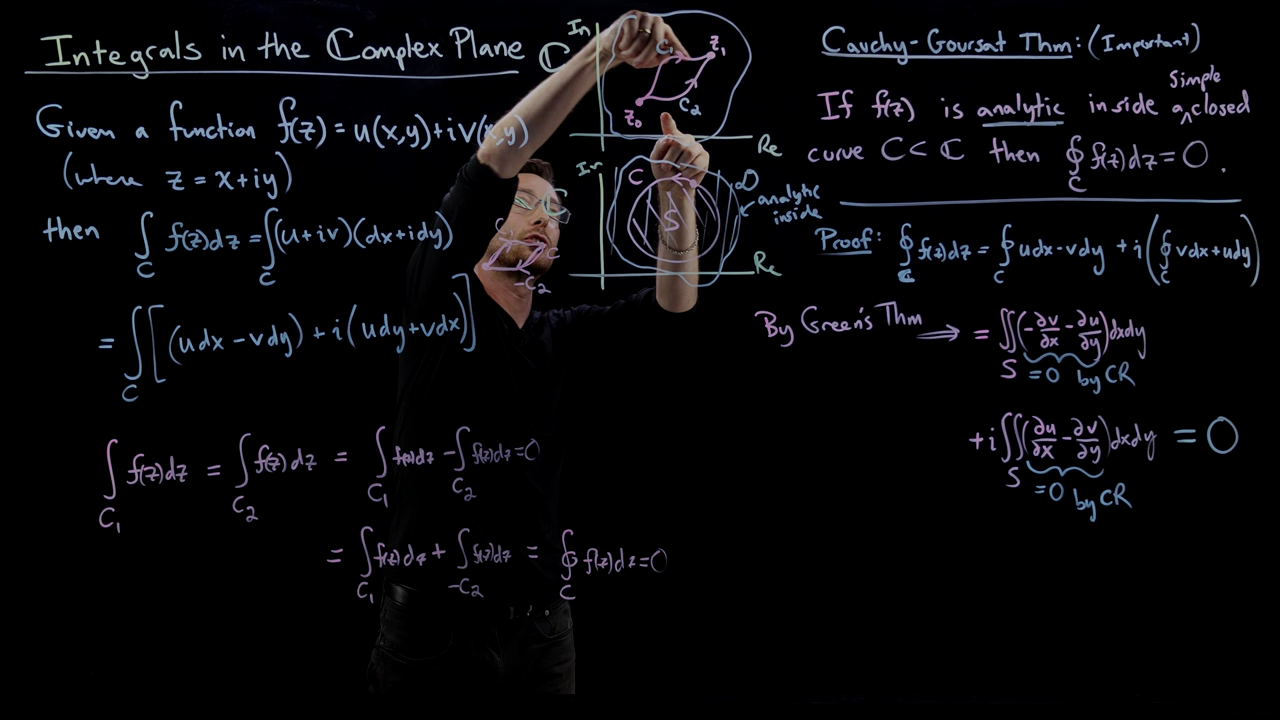 Integrals in the Complex Plane ℂ
Given a function f(z) = u(x,y) + i v(x,y)
(where z = x + iy)
then ∫_C f(z)dz = ∫_C (u+iv)(dx+idy)
= ∫_C [(udx - vdy) + i(udy + vdx)]
∫_{C₁} f(z)dz = ∫_{C₂} f(z)dz = ∫_{C₁} f(z)dz - ∫_{C₂} f(z)dz = 0
= ∫_{C₁} f(z)dz + ∫_{-C₂} f(z)dz = ∮_C f(z)dz = 0
Im
C₁
z₁
z₀
C₂
Re
Im
C
S
D
analytic
inside
Re
C
-C₂
Cauchy-Goursat Thm: (Important)
Simple
If f(z) is analytic inside a ^ closed
curve C < ℂ then ∮_C f(z)dz = 0.
Proof: ∮_C f(z)dz = ∮_C udx - vdy + i(∮_C vdx + udy)
By Green's Thm ⟹ = ∬_S (-∂v/∂x - ∂u/∂y) dxdy
=0 by CR
+ i ∬_S (∂u/∂x - ∂v/∂y) dxdy = 0
=0 by CR